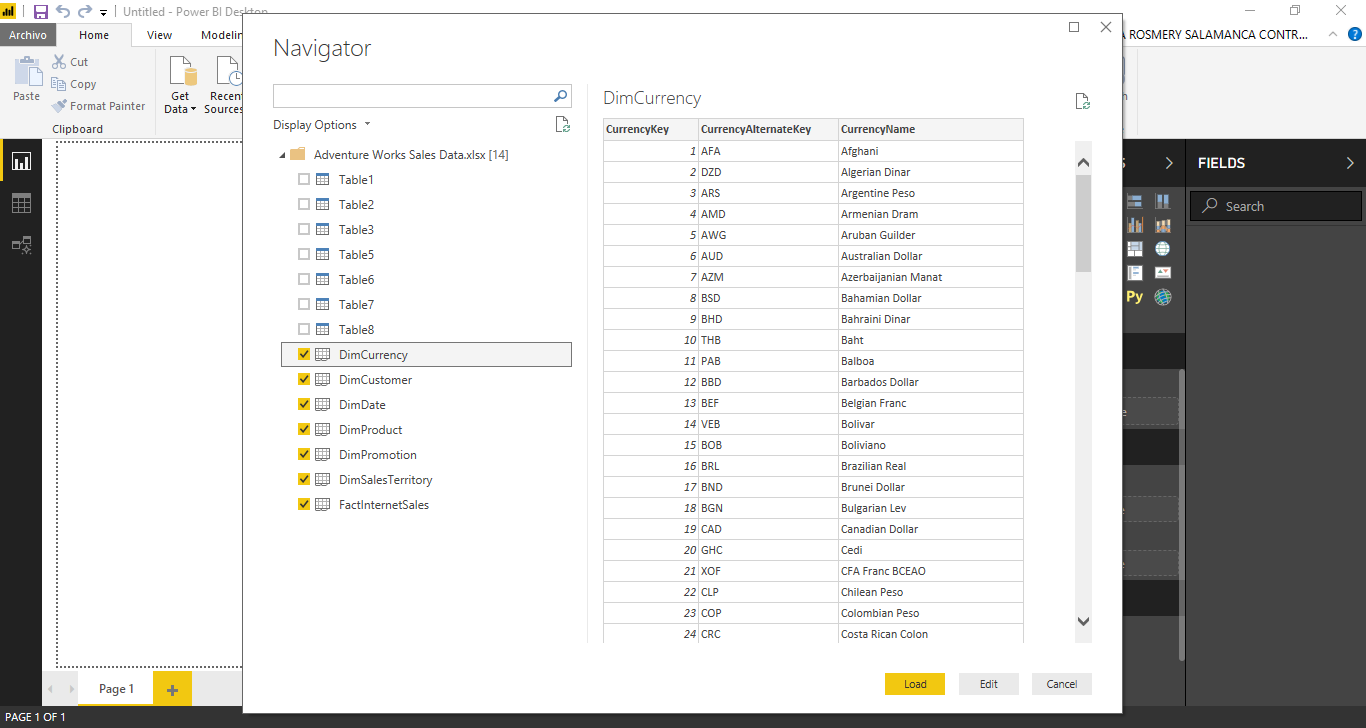 Untitled - Power BI Desktop
Archivo Home View Modelin
A ROSMERY SALAMANCA CONTR... ?
Paste
Cut
Copy
Format Painter
Clipboard
Get Data
Recent Sources
Navigator
Display Options
Adventure Works Sales Data.xlsx [14]
Table1
Table2
Table3
Table5
Table6
Table7
Table8
DimCurrency
DimCustomer
DimDate
DimProduct
DimPromotion
DimSalesTerritory
FactInternetSales
DimCurrency
CurrencyKey CurrencyAlternateKey CurrencyName
1 AFA Afghani
2 DZD Algerian Dinar
3 ARS Argentine Peso
4 AMD Armenian Dram
5 AWG Aruban Guilder
6 AUD Australian Dollar
7 AZM Azerbaijanian Manat
8 BSD Bahamian Dollar
9 BHD Bahraini Dinar
10 THB Baht
11 PAB Balboa
12 BBD Barbados Dollar
13 BEF Belgian Franc
14 VEB Bolivar
15 BOB Boliviano
16 BRL Brazilian Real
17 BND Brunei Dollar
18 BGN Bulgarian Lev
19 CAD Canadian Dollar
20 GHC Cedi
21 XOF CFA Franc BCEAO
22 CLP Chilean Peso
23 COP Colombian Peso
24 CRC Costa Rican Colon
Load Edit Cancel
FIELDS
Search
Py
Page 1 +
PAGE 1 OF 1